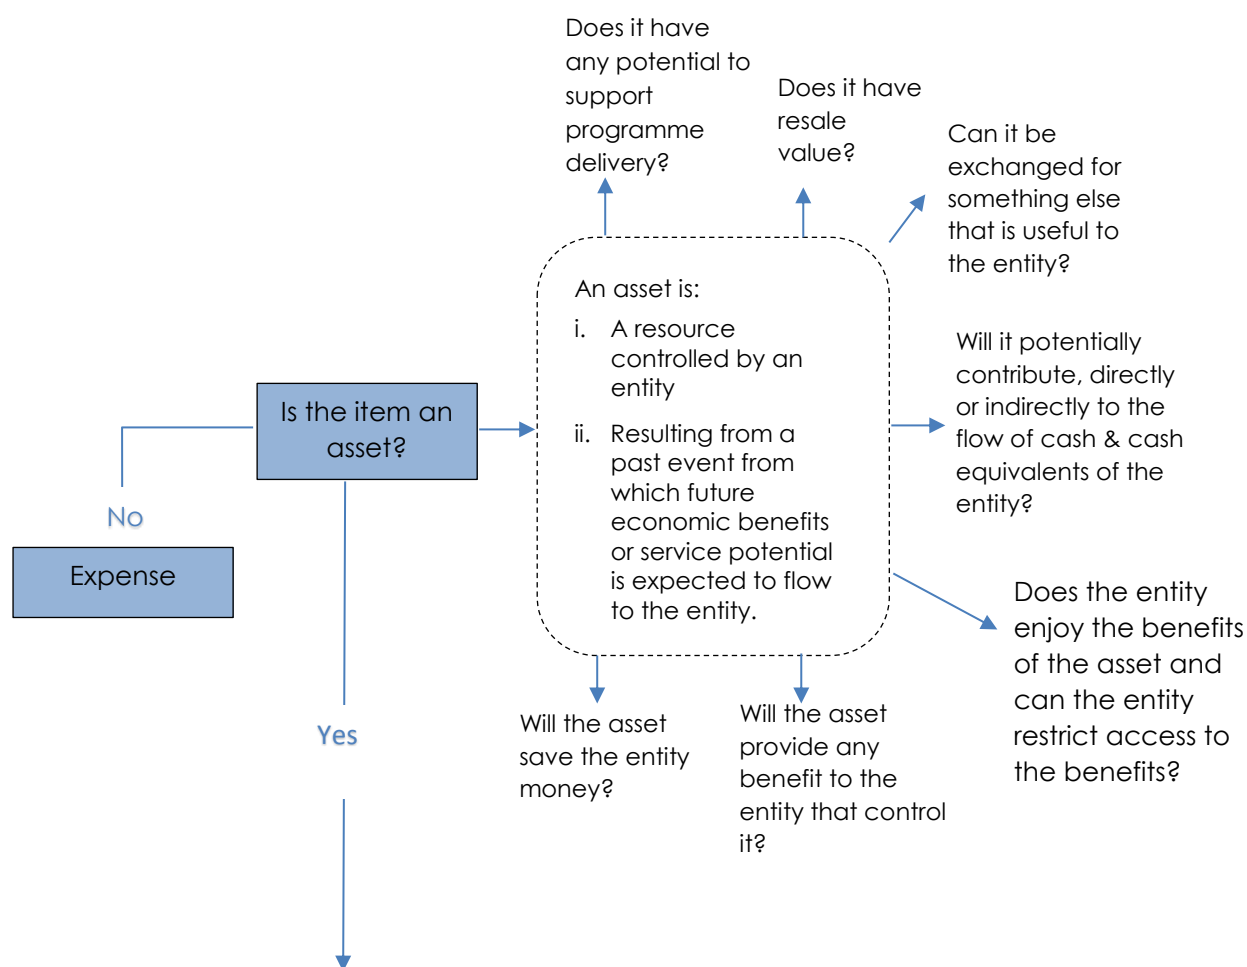 Does it have
any potential to
support
programme
delivery?
Does it have
resale
value?
Can it be
exchanged for
something else
that is useful to
the entity?
An asset is:
i. A resource
controlled by an
entity
ii. Resulting from a
past event from
which future
economic benefits
or service potential
is expected to flow
to the entity.
Will it potentially
contribute, directly
or indirectly to the
flow of cash & cash
equivalents of the
entity?
Is the item an
asset?
No
Expense
Yes
Does the entity
enjoy the benefits
of the asset and
can the entity
restrict access to
the benefits?
Will the asset
save the entity
money?
Will the asset
provide any
benefit to the
entity that control
it?